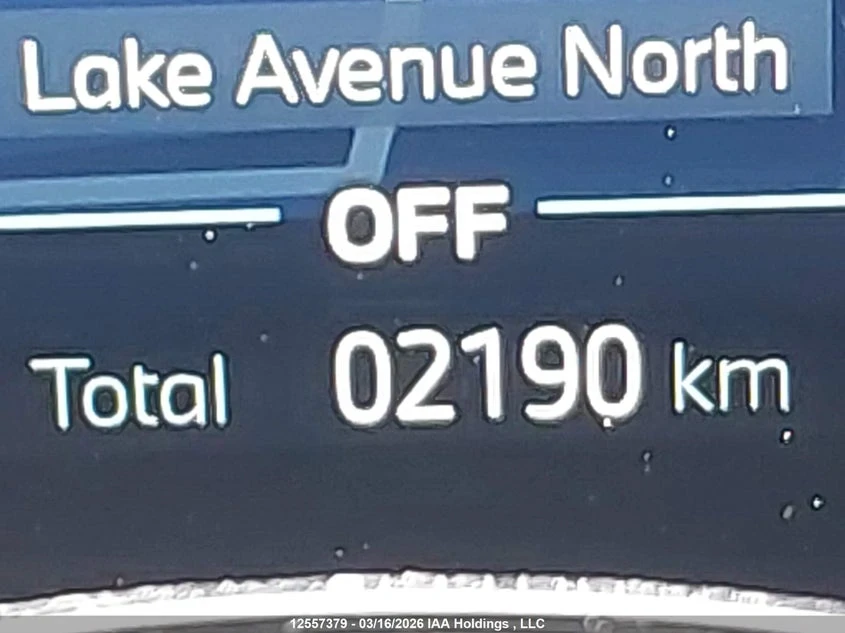 Lake Avenue North
OFF
Total 02190 km
12557379 - 03/16/2026 IAA Holdings , LLC